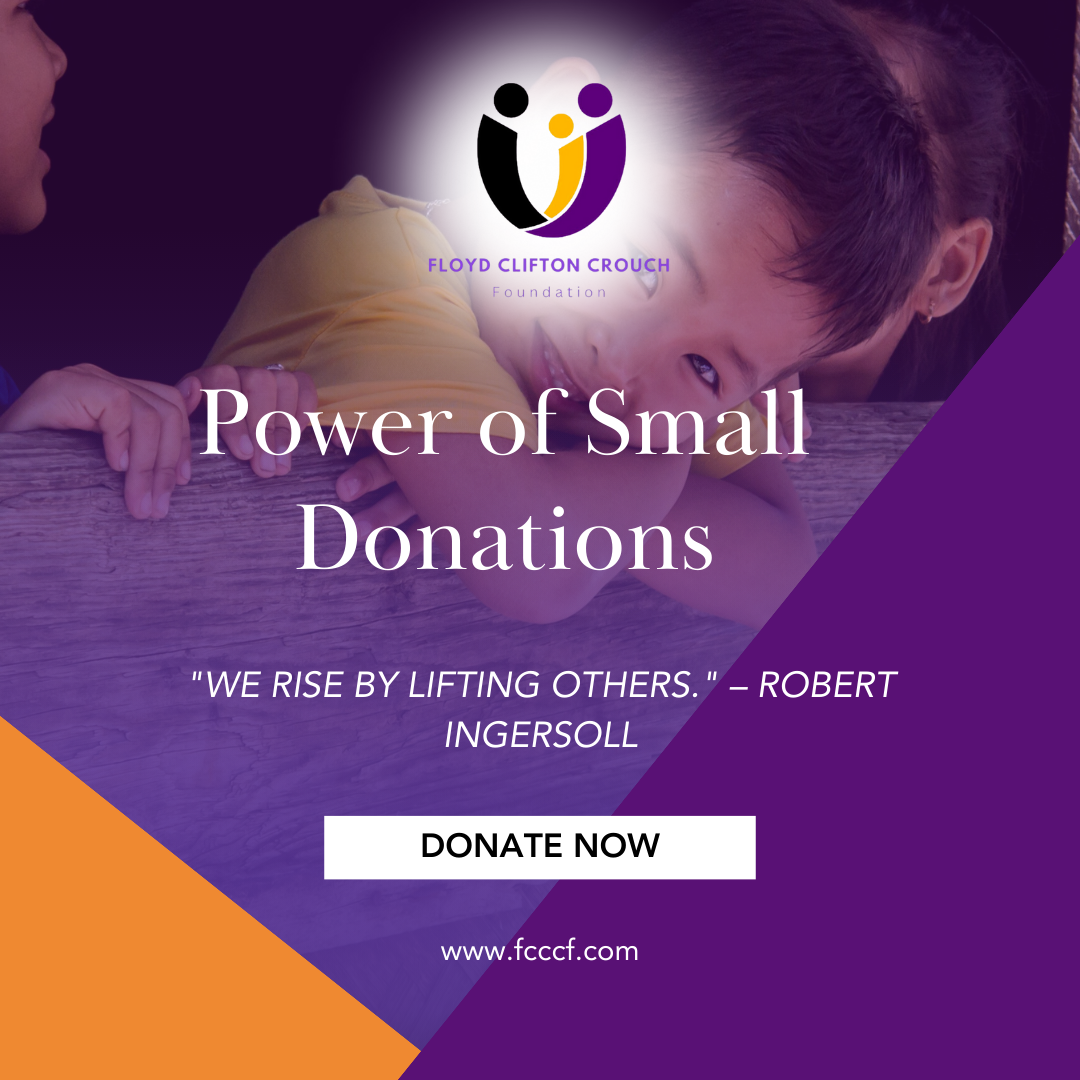 FLOYD CLIFTON CROUCH
Foundation
Power of Small
Donations
"WE RISE BY LIFTING OTHERS." – ROBERT
INGERSOLL
DONATE NOW
www.fcccf.com